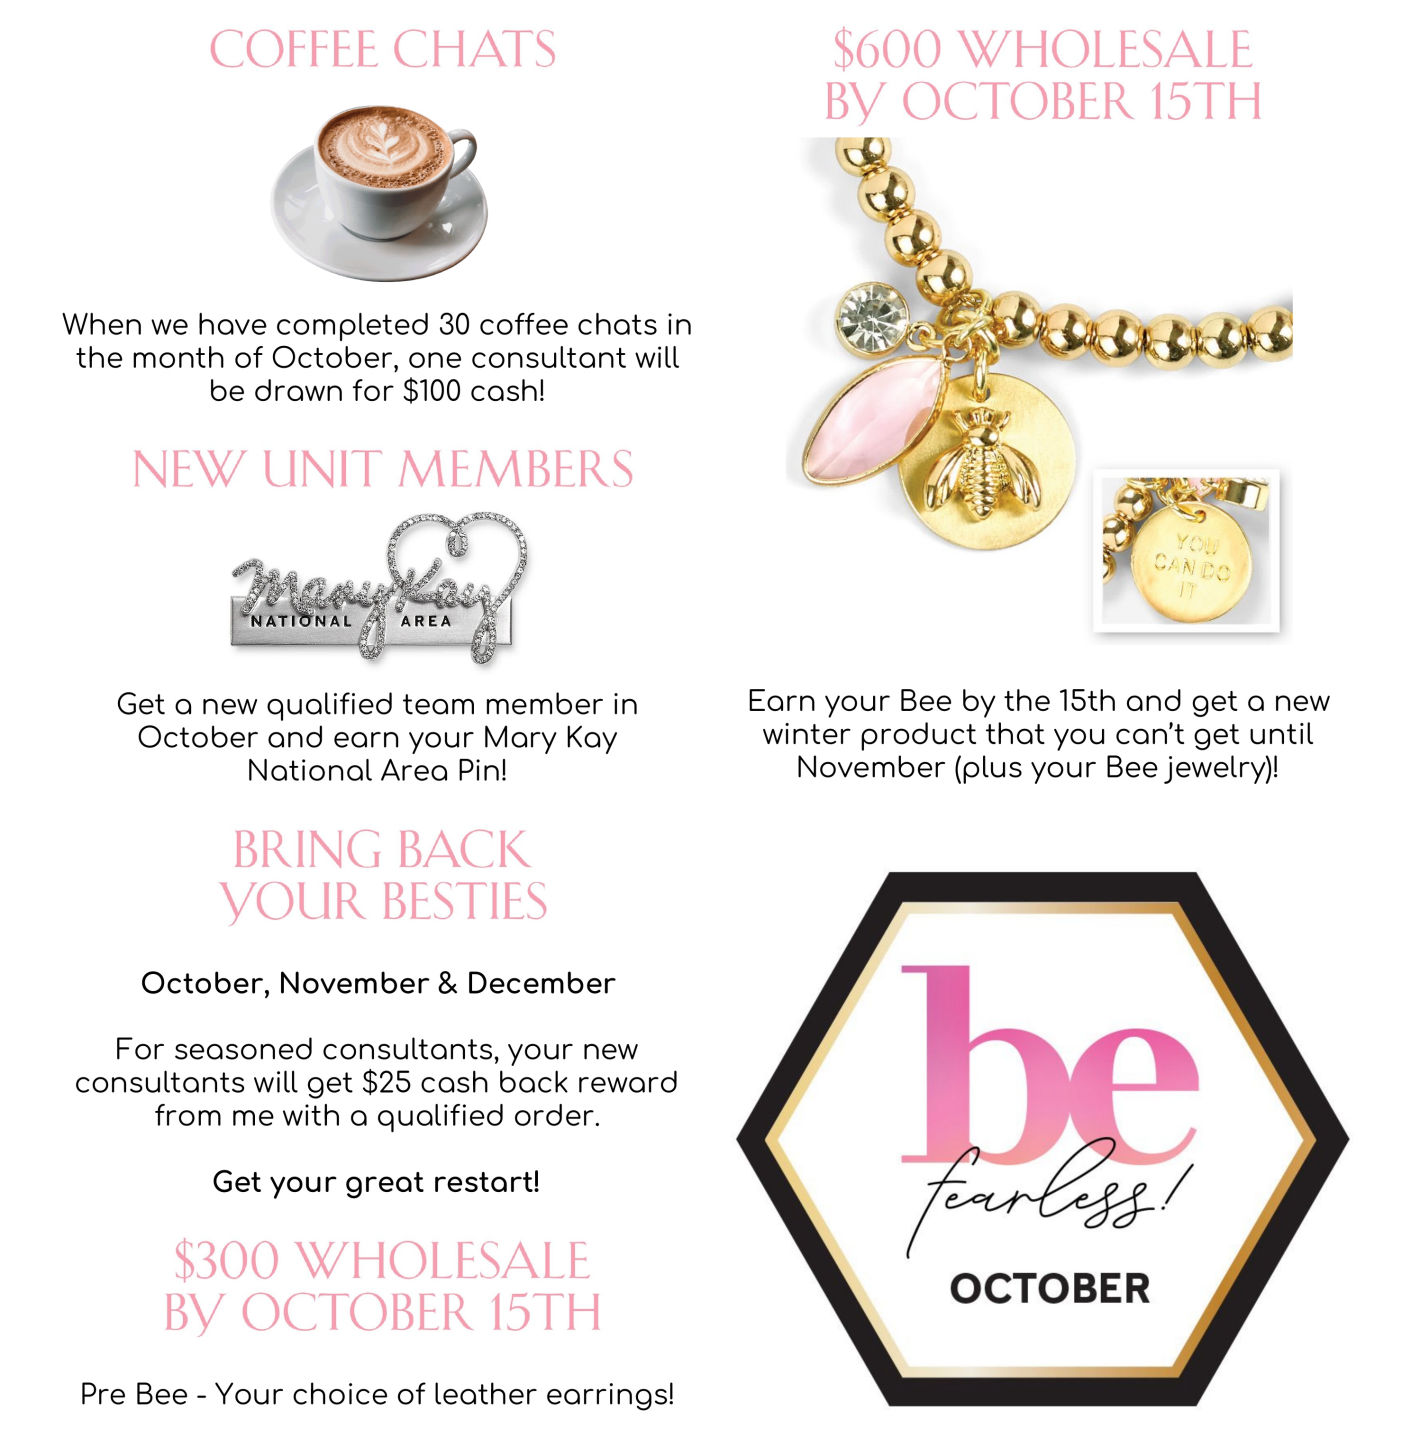 COFFEE CHATS
When we have completed 30 coffee chats in
the month of October, one consultant will
be drawn for $100 cash!
NEW UNIT MEMBERS
Mary Kay
NATIONAL AREA
Get a new qualified team member in
October and earn your Mary Kay
National Area Pin!
BRING BACK
YOUR BESTIES
October, November & December
For seasoned consultants, your new
consultants will get $25 cash back reward
from me with a qualified order.
Get your great restart!
$300 WHOLESALE
BY OCTOBER 15TH
Pre Bee - Your choice of leather earrings!
$600 WHOLESALE
BY OCTOBER 15TH
YOU
CAN DO
IT
Earn your Bee by the 15th and get a new
winter product that you can’t get until
November (plus your Bee jewelry)!
be
fearless!
OCTOBER